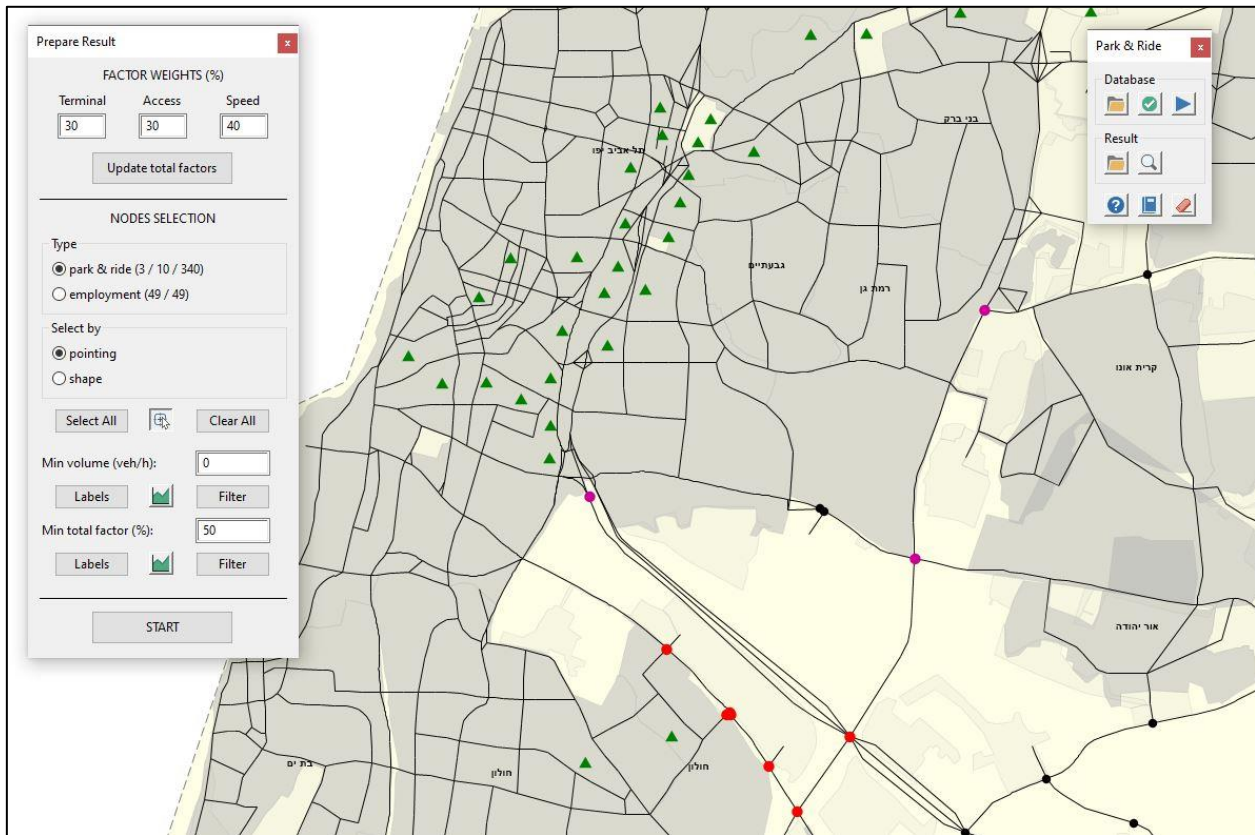 Prepare Result
x
FACTOR WEIGHTS (%)
Terminal Access Speed
30 30 40
Update total factors
NODES SELECTION
Type
park & ride (3 / 10 / 340)
employment (49 / 49)
Select by
pointing
shape
Select All Clear All
Min volume (veh/h): 0
Labels Filter
Min total factor (%): 50
Labels Filter
START
Park & Ride
x
Database
Result
?
בני ברק
תל אביב יפו
גבעתיים
רמת גן
קרית אונו
אור יהודה
בת ים
חולון
חולון